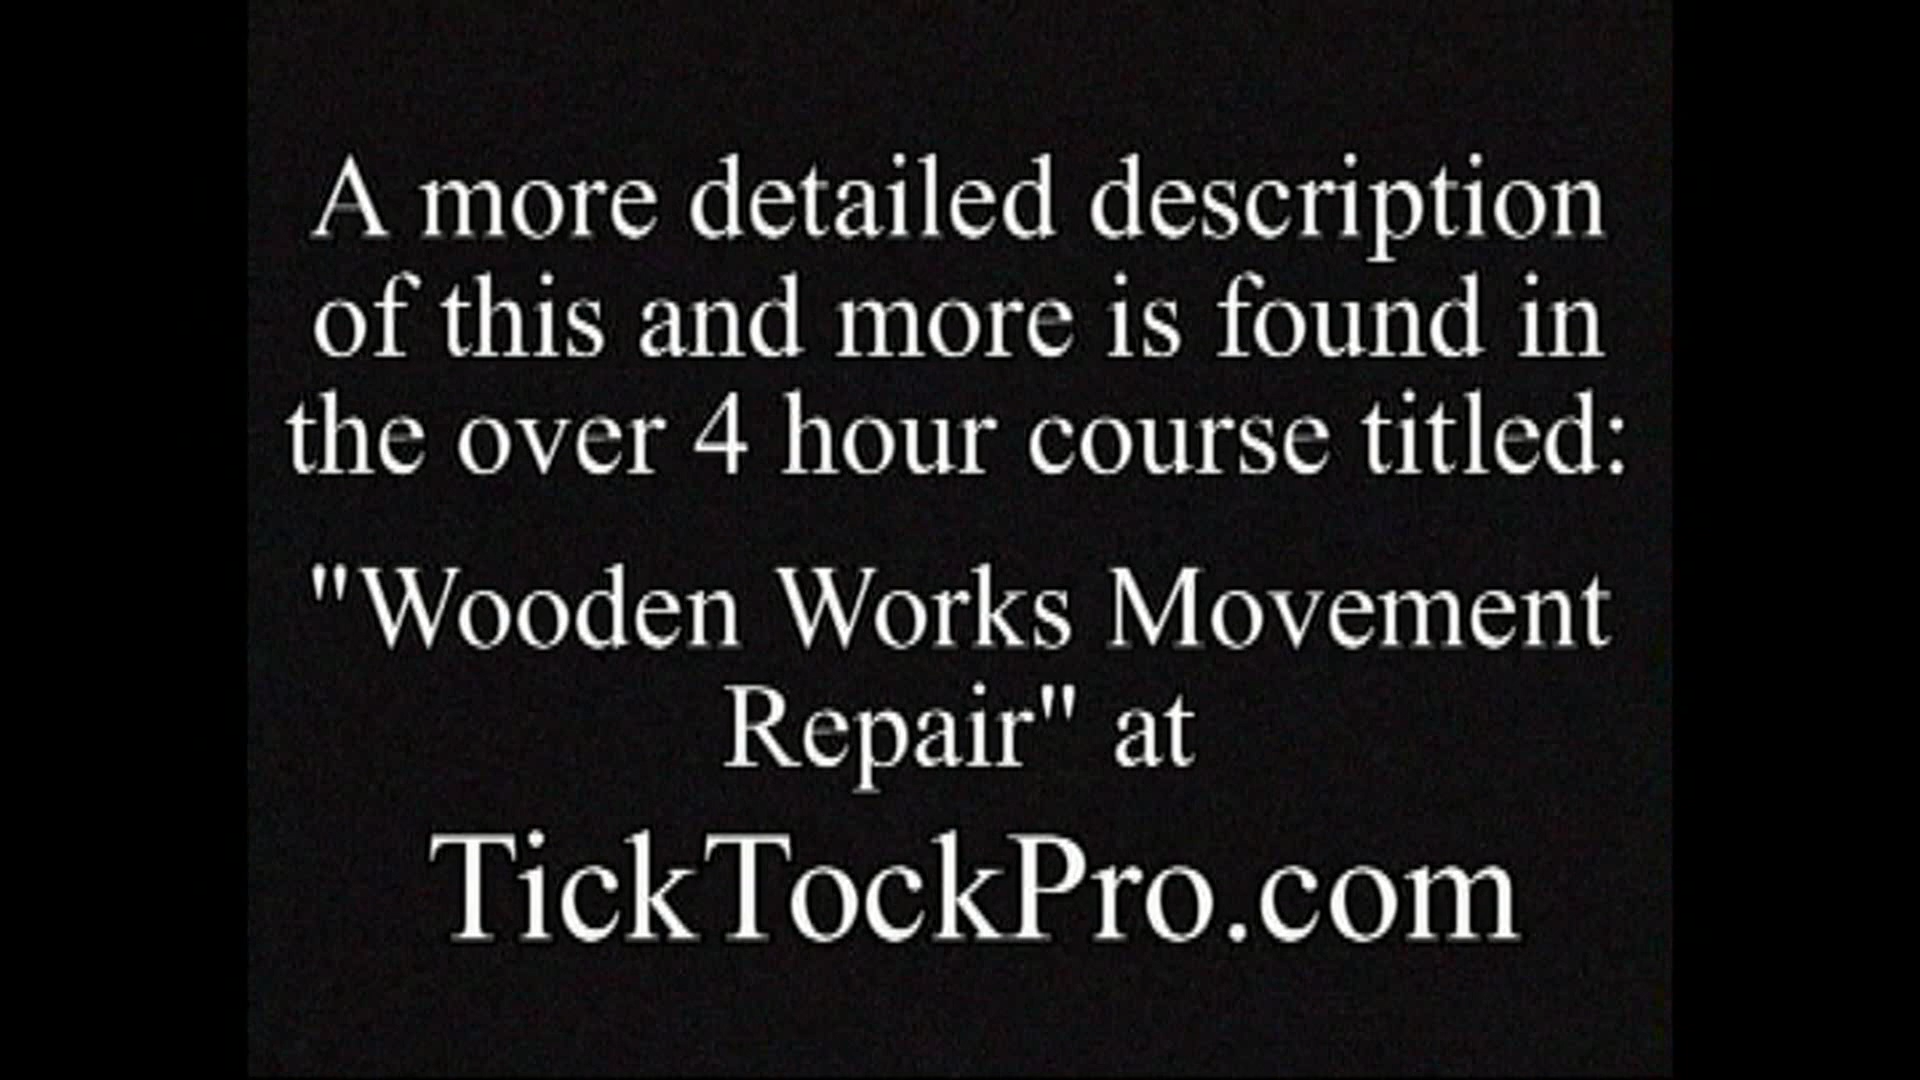 A more detailed description
of this and more is found in
the over 4 hour course titled:
"Wooden Works Movement
Repair" at
TickTockPro.com